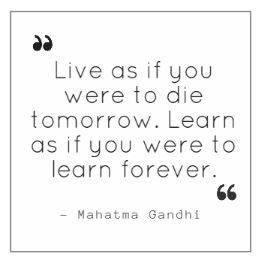 ”
Live as if you
were to die
tomorrow. Learn
as if you were to
learn forever.
“
- Mahatma Gandhi